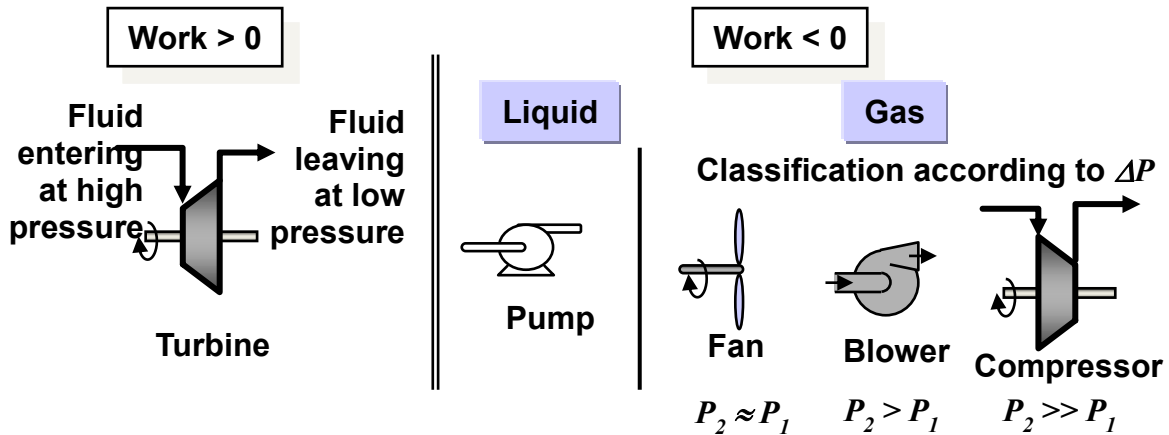 Work > 0
Fluid
entering
at high
pressure
Fluid
leaving
at low
pressure
Turbine
Work < 0
Liquid
Pump
Gas
Classification according to ΔP
Fan
Blower
Compressor
P₂ ≈ P₁
P₂ > P₁
P₂ >> P₁